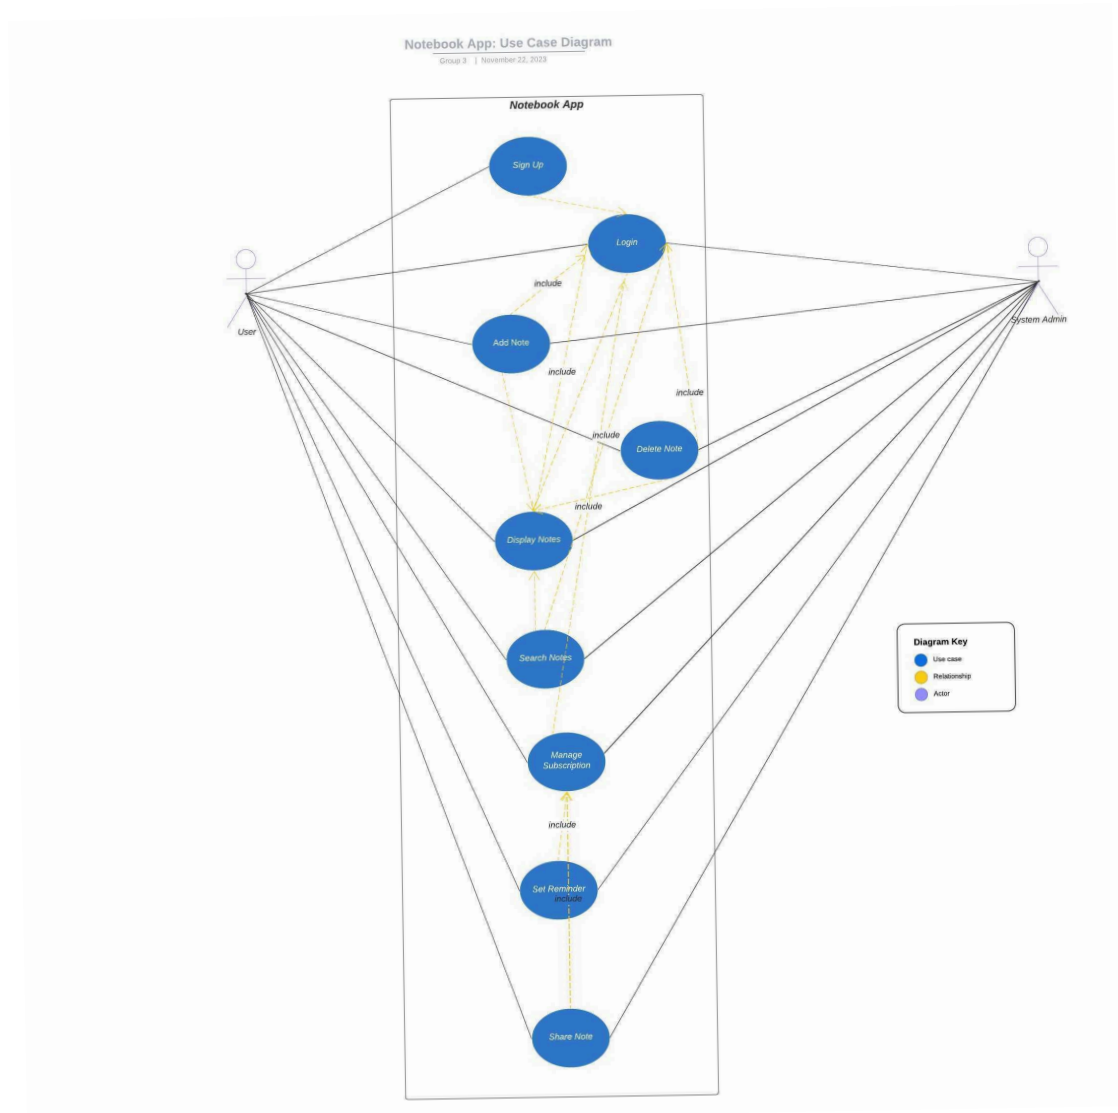 Notebook App: Use Case Diagram
Group 3 | November 22, 2023
Notebook App
Sign Up
Login
include
User
System Admin
Add Note
include
include
include
Delete Note
include
Display Notes
Diagram Key
Use case
Relationship
Actor
Search Notes
Manage
Subscription
include
Set Reminder
include
Share Note